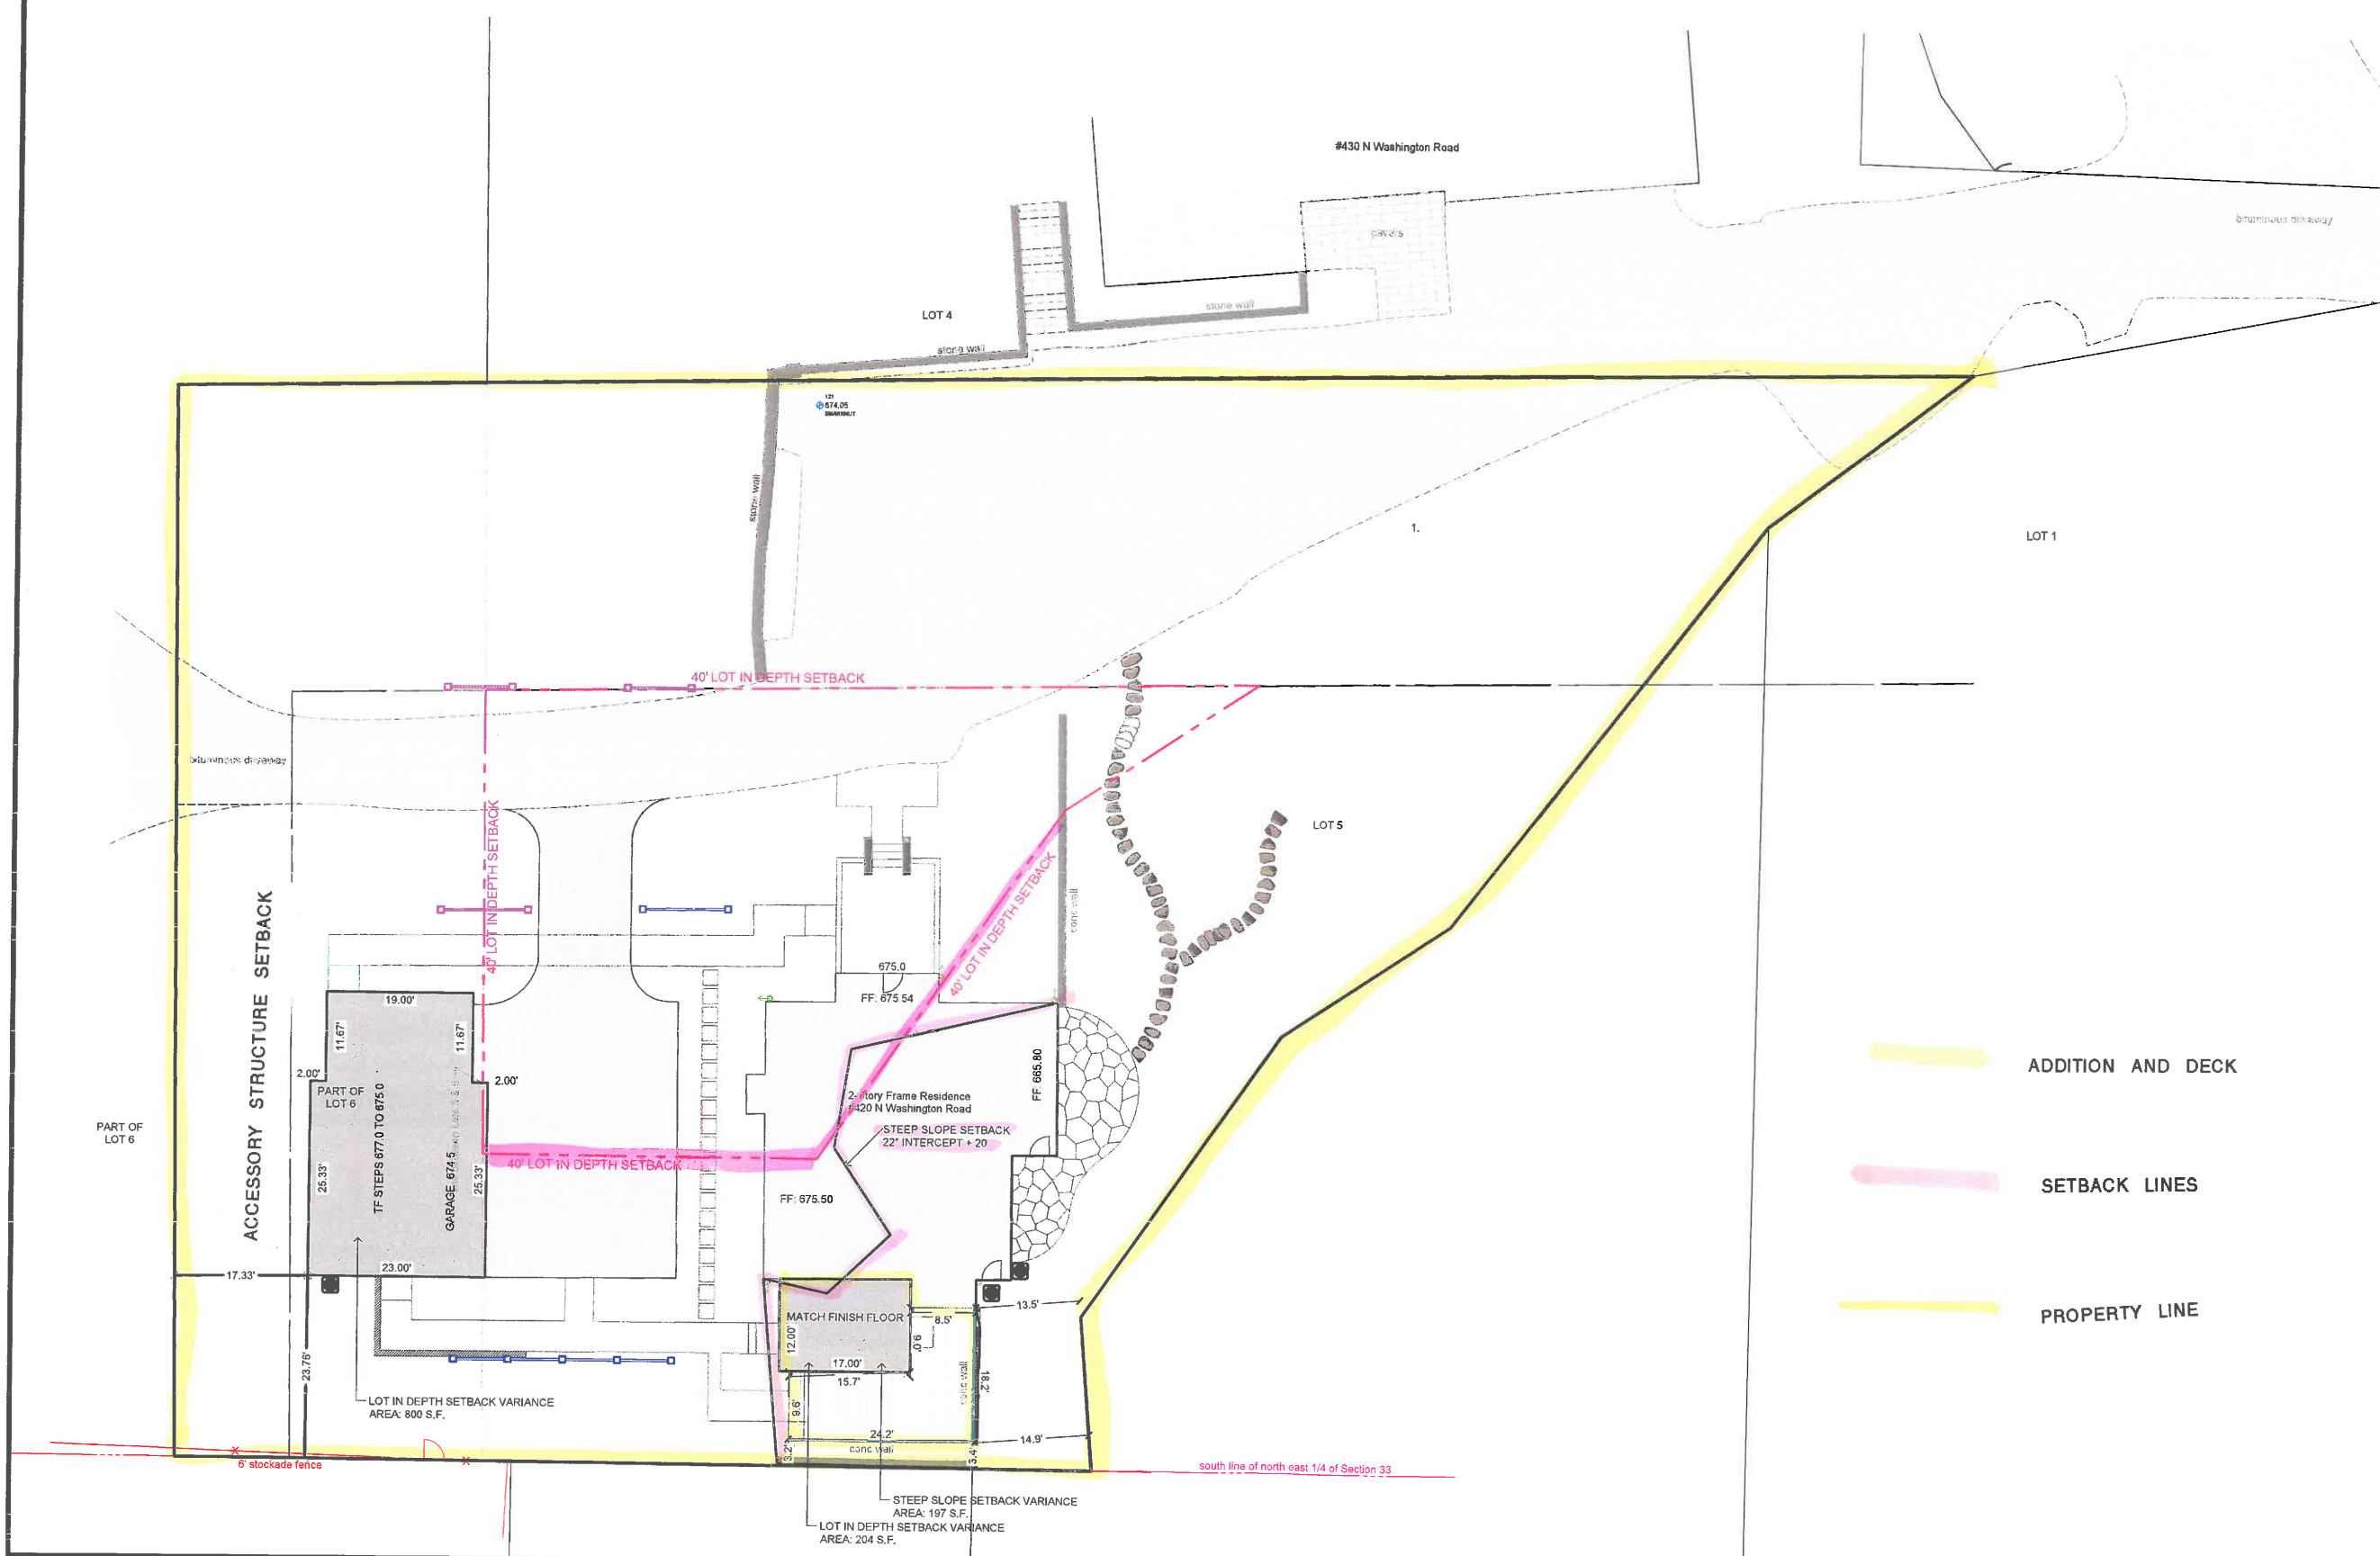 #430 N Washington Road
bituminous driveway
pavers
stone wall
LOT 4
stone wall
121
674.05
stone wall
1.
LOT 1
40' LOT IN DEPTH SETBACK
bituminous driveway
40' LOT IN DEPTH SETBACK
LOT 5
40' LOT IN DEPTH SETBACK
ACCESSORY STRUCTURE SETBACK
675.0
FF: 675.54
19.00'
11.67'
11.67'
2.00'
2.00'
PART OF
LOT 6
TF STEPS 677.0 TO 675.0
GARAGE 674.5
25.33'
25.33'
23.00'
FF: 665.80
2-Story Frame Residence
#420 N Washington Road
STEEP SLOPE SETBACK
22° INTERCEPT + 20
PART OF
LOT 6
40' LOT IN DEPTH SETBACK
FF: 675.50
ADDITION AND DECK
SETBACK LINES
PROPERTY LINE
17.33'
23.76'
MATCH FINISH FLOOR
12.00'
8.5'
9.0'
13.5'
17.00'
15.7'
conc wall
18.2'
9.6'
24.2'
conc wall
3.2'
3.4'
14.9'
LOT IN DEPTH SETBACK VARIANCE
AREA: 800 S.F.
6' stockade fence
south line of north east 1/4 of Section 33
STEEP SLOPE SETBACK VARIANCE
AREA: 197 S.F.
LOT IN DEPTH SETBACK VARIANCE
AREA: 204 S.F.